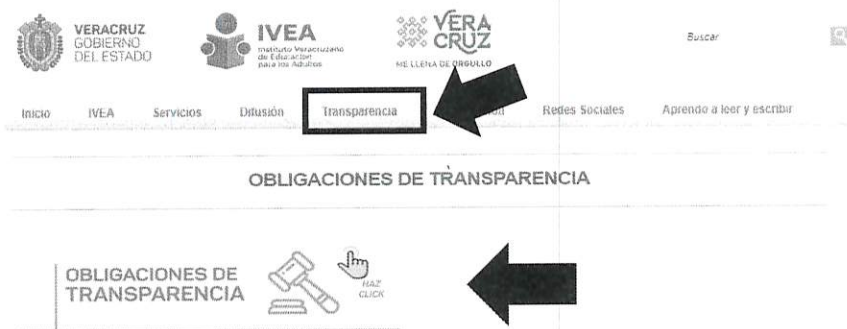 VERACRUZ
GOBIERNO
DEL ESTADO
IVEA
Instituto Veracruzano
de Educación
para los Adultos
VERA
CRUZ
ME LLENA DE ORGULLO
Buscar
Inicio IVEA Servicios Difusión Transparencia Redes Sociales Aprendo a leer y escribir
OBLIGACIONES DE TRANSPARENCIA
OBLIGACIONES DE
TRANSPARENCIA
HAZ
CLICK